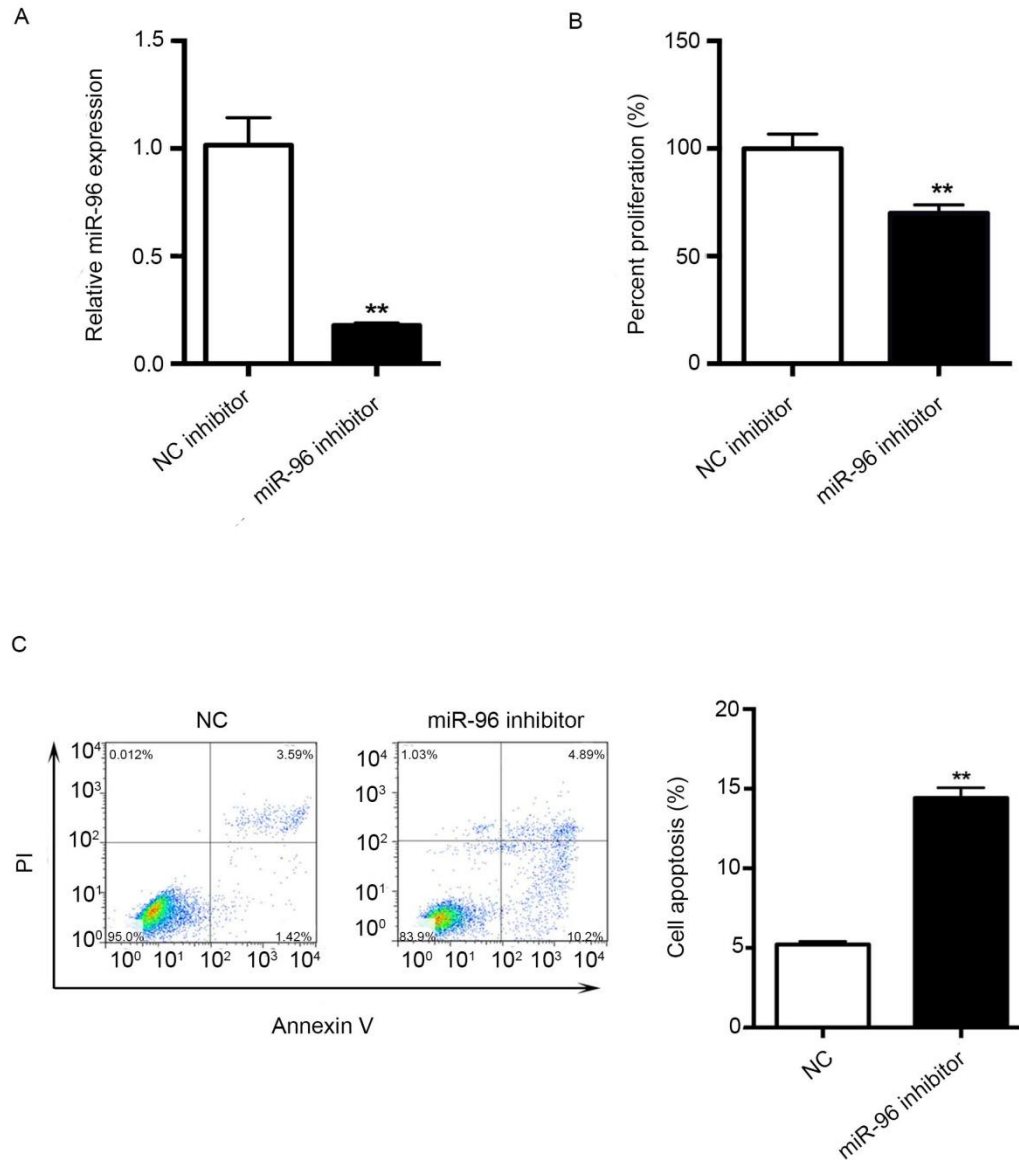 A
1.5
1.0
0.5
0.0
Relative miR-96 expression
**
NC inhibitor
miR-96 inhibitor
B
150
100
50
0
Percent proliferation (%)
**
NC inhibitor
miR-96 inhibitor
C
NC
10⁴
10³
10²
10¹
10⁰
0.012%
3.59%
95.0%
1.42%
10⁰ 10¹ 10² 10³ 10⁴
miR-96 inhibitor
10⁴
10³
10²
10¹
10⁰
1.03%
4.89%
83.9%
10.2%
10⁰ 10¹ 10² 10³ 10⁴
PI
Annexin V
20
15
10
5
0
Cell apoptosis (%)
**
NC
miR-96 inhibitor